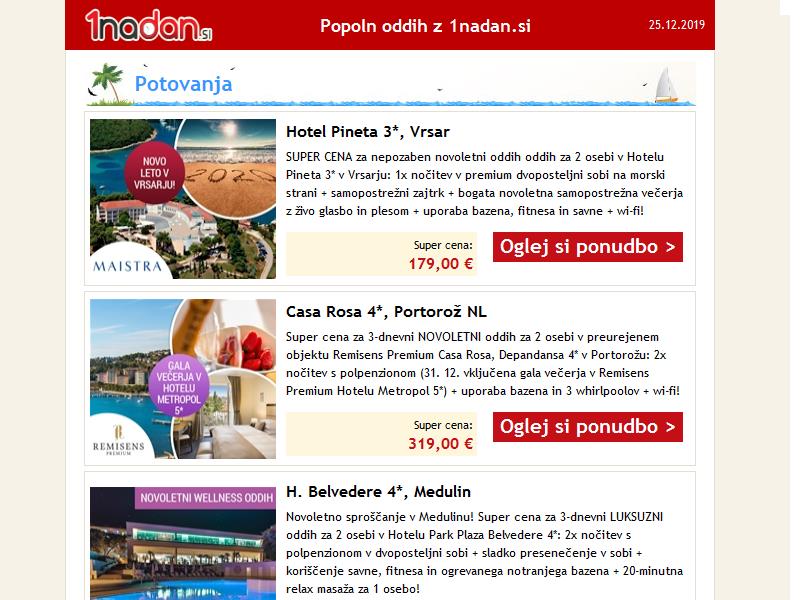 1nadan.si
Popoln oddih z 1nadan.si
25.12.2019
Potovanja
NOVO
LETO V
VRSARJU!
2020
MAISTRA
Hotel Pineta 3*, Vrsar
SUPER CENA za nepozaben novoletni oddih oddih za 2 osebi v Hotelu
Pineta 3* v Vrsarju: 1x nočitev v premium dvoposteljni sobi na morski
strani + samopostrežni zajtrk + bogata novoletna samopostrežna večerja
z živo glasbo in plesom + uporaba bazena, fitnesa in savne + wi-fi!
Super cena:
179,00 €
Oglej si ponudbo >
GALA
VEČERJA V
HOTELU
METROPOL
5*
REMISENS
PREMIUM
Casa Rosa 4*, Portorož NL
Super cena za 3-dnevni NOVOLETNI oddih za 2 osebi v preurejenem
objektu Remisens Premium Casa Rosa, Depandansa 4* v Portorožu: 2x
nočitev s polpenzionom (31. 12. vključena gala večerja v Remisens
Premium Hotelu Metropol 5*) + uporaba bazena in 3 whirlpoolov + wi-fi!
Super cena:
319,00 €
Oglej si ponudbo >
NOVOLETNI WELLNESS ODDIH
H. Belvedere 4*, Medulin
Novoletno sproščanje v Medulinu! Super cena za 3-dnevni LUKSUZNI
oddih za 2 osebi v Hotelu Park Plaza Belvedere 4*: 2x nočitev s
polpenzionom v dvoposteljni sobi + sladko presenečenje v sobi +
koriščenje savne, fitnesa in ogrevanega notranjega bazena + 20-minutna
relax masaža za 1 osebo!